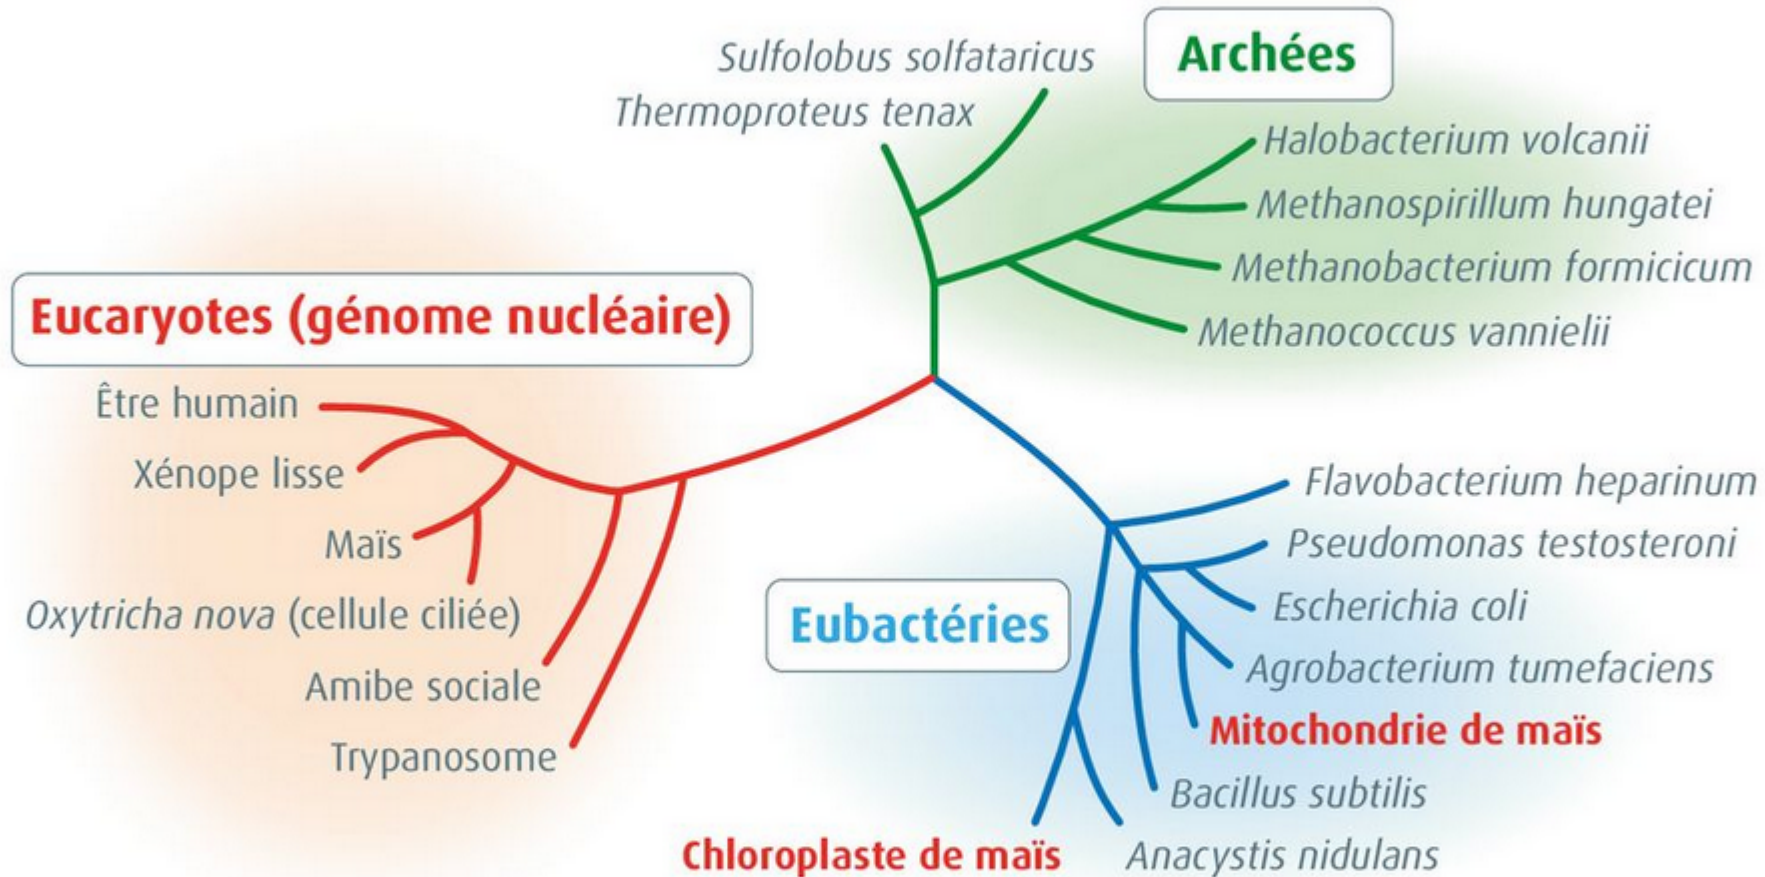 Sulfolobus solfataricus
Archées
Thermoproteus tenax
Halobacterium volcanii
Methanospirillum hungatei
Methanobacterium formicicum
Methanococcus vannielii
Eucaryotes (génome nucléaire)
Être humain
Xénope lisse
Maïs
Oxytricha nova (cellule ciliée)
Amibe sociale
Trypanosome
Eubactéries
Flavobacterium heparinum
Pseudomonas testosteroni
Escherichia coli
Agrobacterium tumefaciens
Mitochondrie de maïs
Bacillus subtilis
Chloroplaste de maïs
Anacystis nidulans